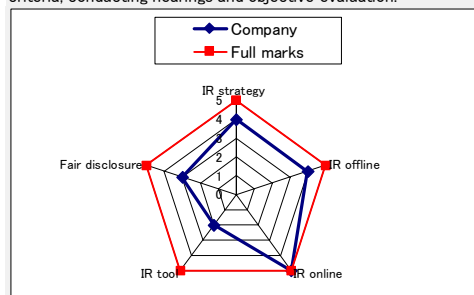 criteria, conducting hearings and objective evaluation.
Company
Full marks
IR strategy
5
4
3
2
1
0
Fair disclosure
IR offline
IR tool
IR online